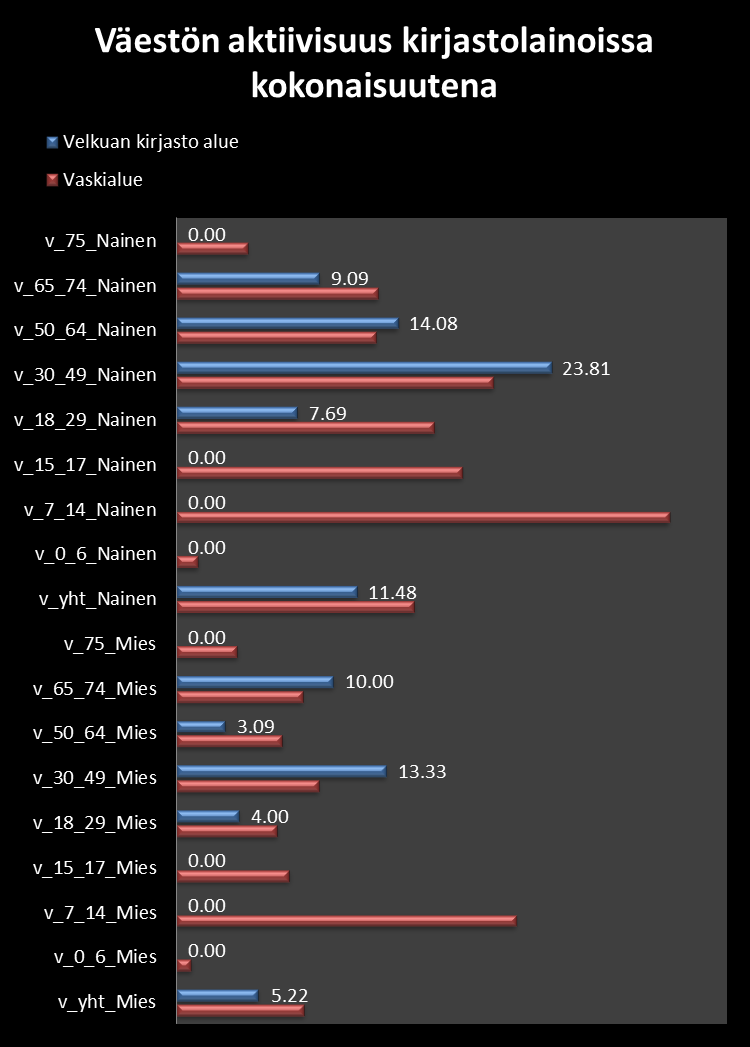 Väestön aktiivisuus kirjastolainoissa
kokonaisuutena
Velkuan kirjasto alue
Vaskialue
v_75_Nainen 0.00
v_65_74_Nainen 9.09
v_50_64_Nainen 14.08
v_30_49_Nainen 23.81
v_18_29_Nainen 7.69
v_15_17_Nainen 0.00
v_7_14_Nainen 0.00
v_0_6_Nainen 0.00
v_yht_Nainen 11.48
v_75_Mies 0.00
v_65_74_Mies 10.00
v_50_64_Mies 3.09
v_30_49_Mies 13.33
v_18_29_Mies 4.00
v_15_17_Mies 0.00
v_7_14_Mies 0.00
v_0_6_Mies 0.00
v_yht_Mies 5.22